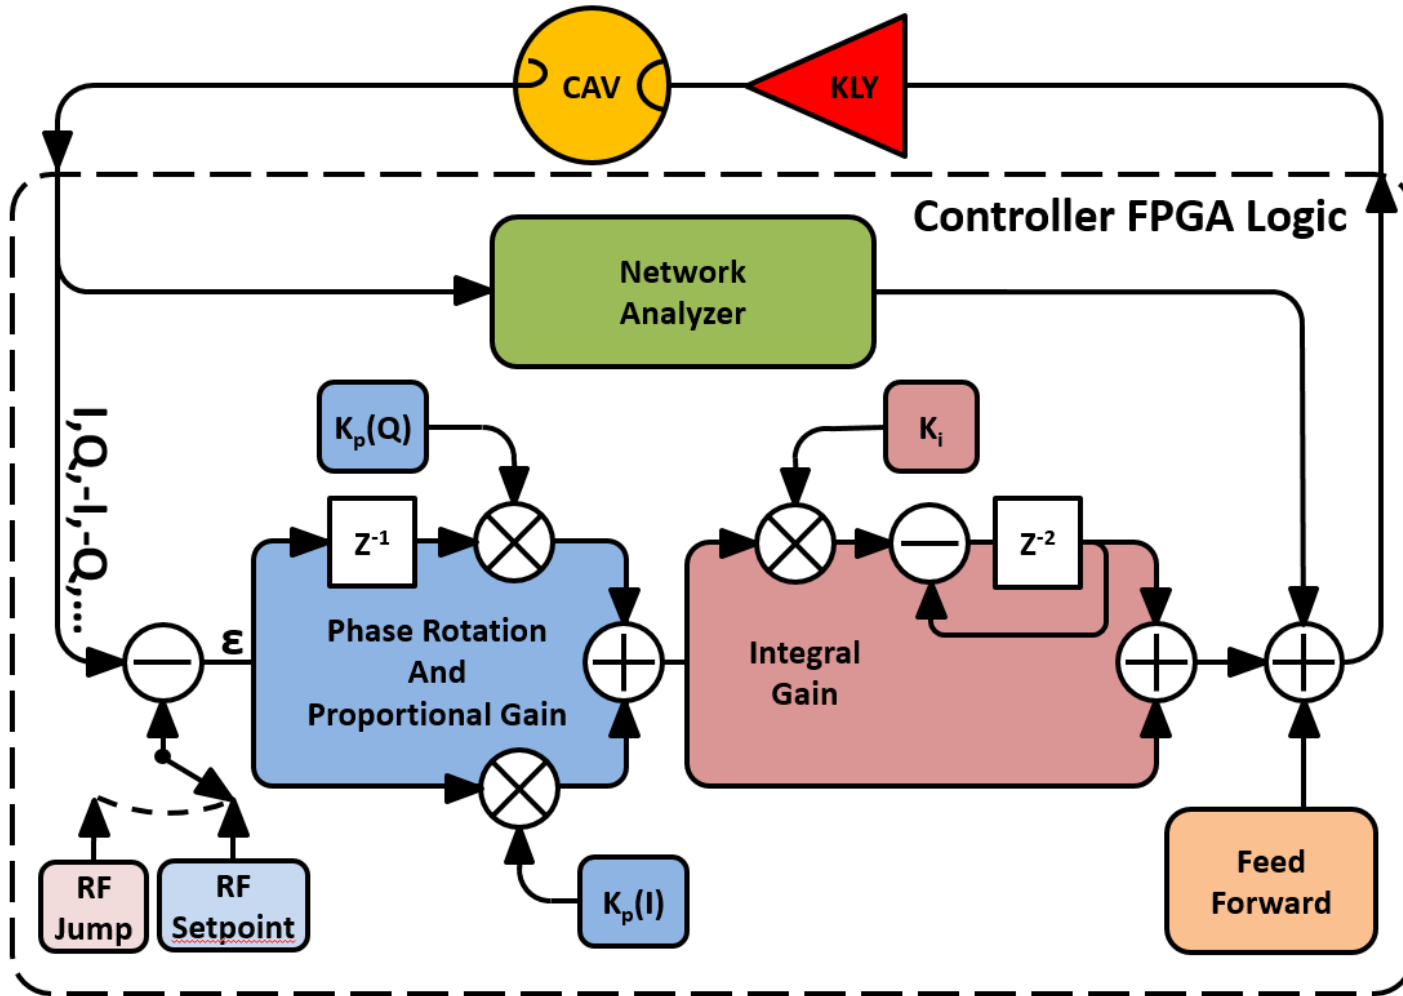 CAV
KLY
Controller FPGA Logic
Network
Analyzer
I,Q,-I,-Q,...
Kp(Q)
Ki
Z-1
Z-2
Phase Rotation
And
Proportional Gain
Integral
Gain
ε
RF
Jump
RF
Setpoint
Kp(I)
Feed
Forward